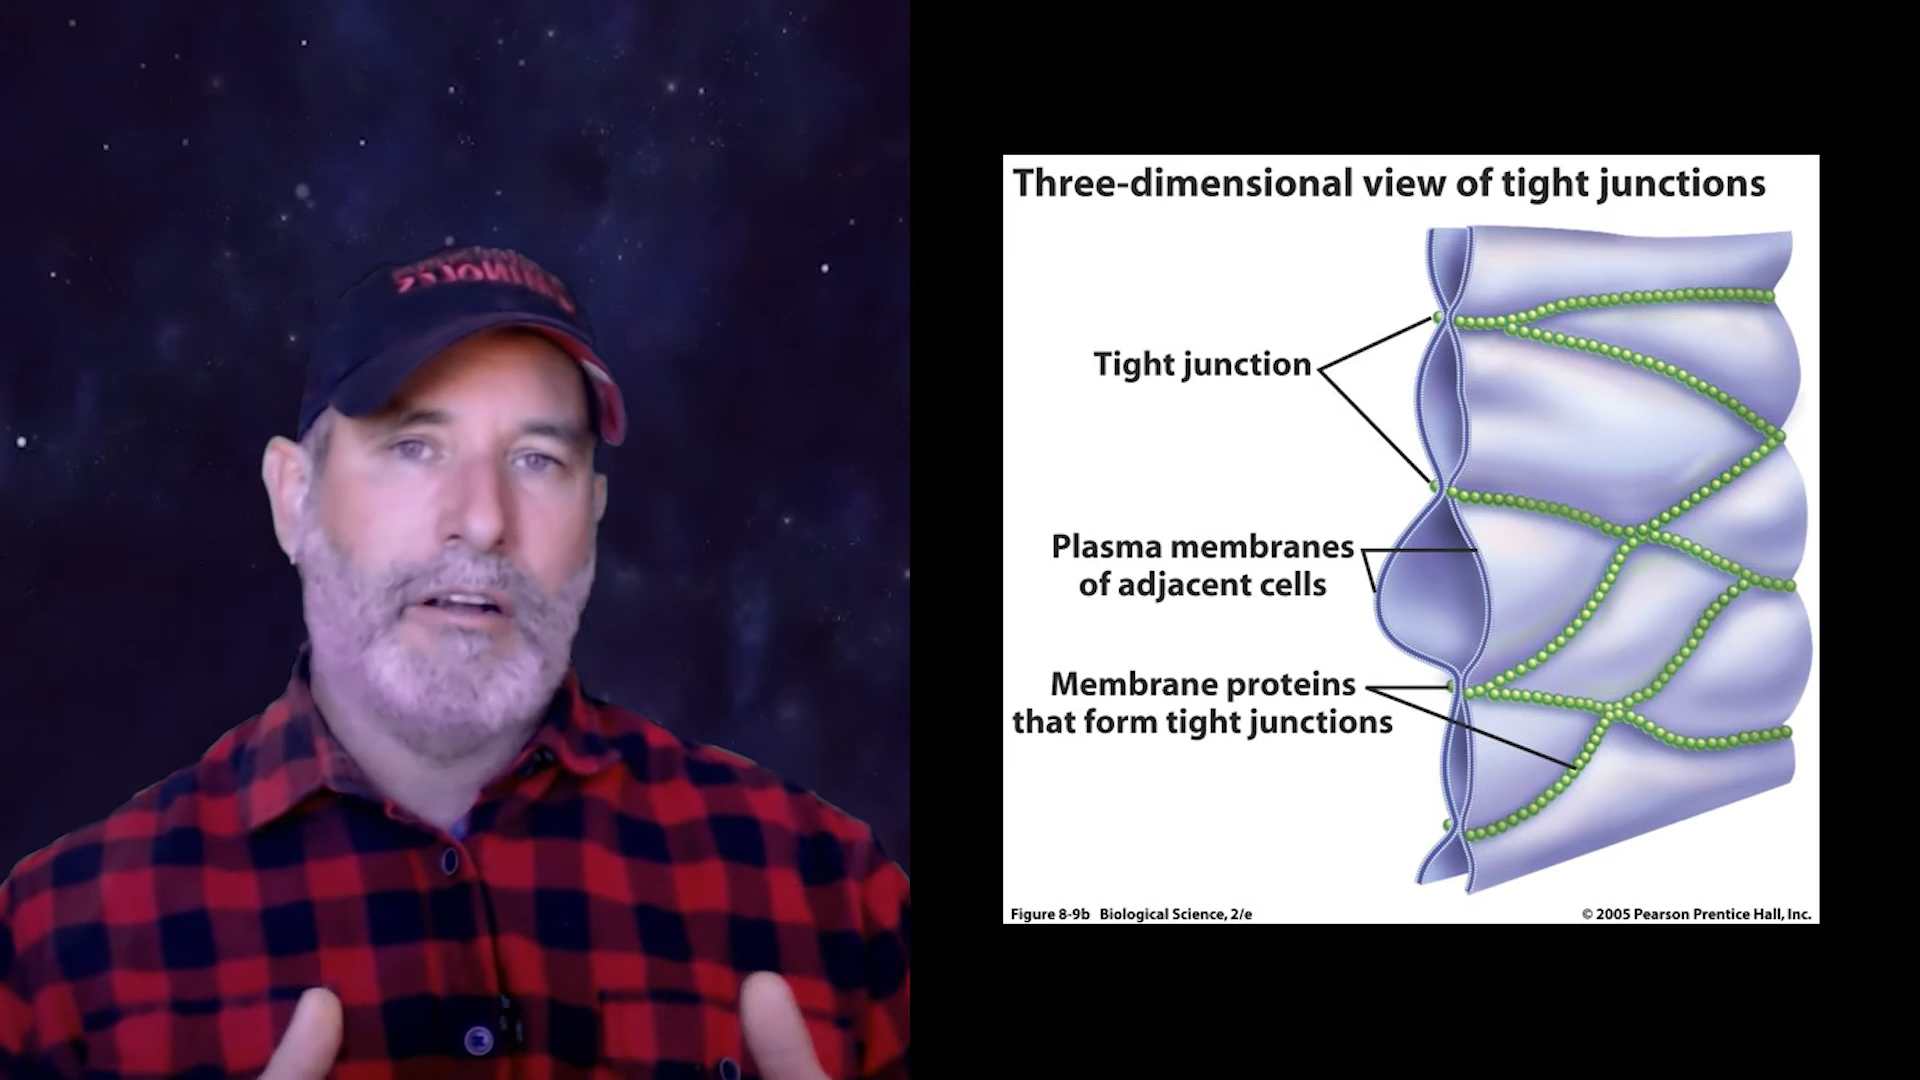 SEMINOLES
Three-dimensional view of tight junctions
Tight junction
Plasma membranes
of adjacent cells
Membrane proteins
that form tight junctions
Figure 8-9b Biological Science, 2/e
© 2005 Pearson Prentice Hall, Inc.